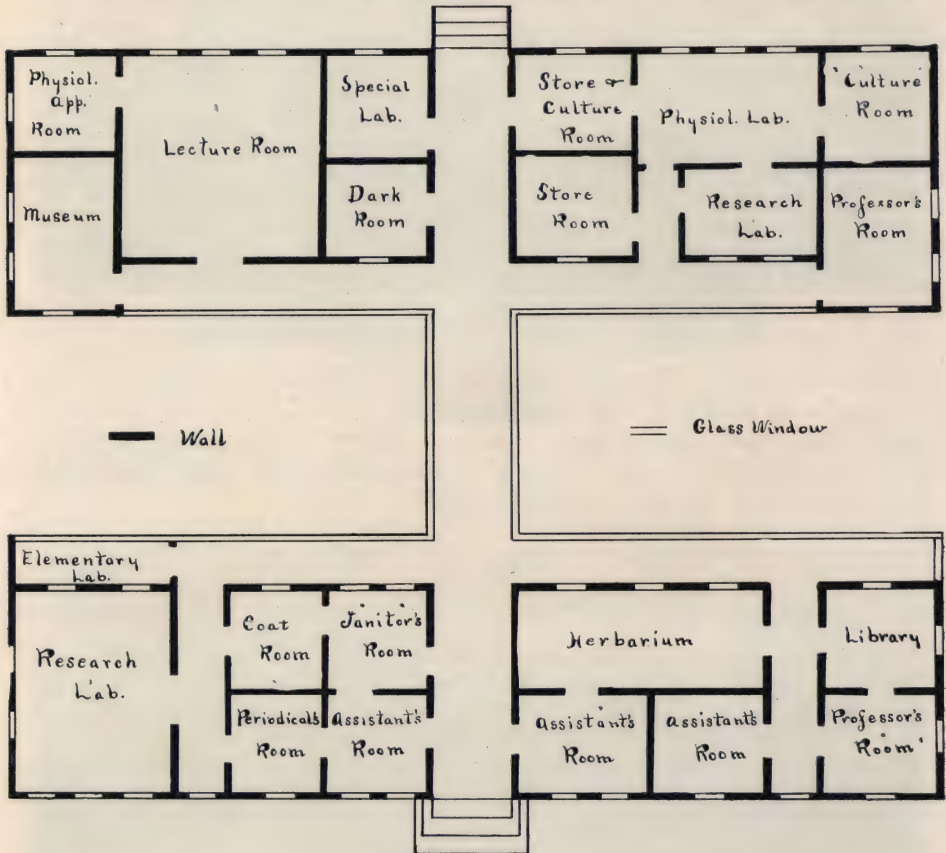 Physiol.
App.
Room
Lecture Room
Special
Lab.
Store &
Culture
Room
Physiol. Lab.
Culture
Room
Museum
Dark
Room
Store
Room
Research
Lab.
Professor's
Room
Wall
Glass Window
Elementary
Lab.
Research
Lab.
Coat
Room
Janitor's
Room
Herbarium
Library
Periodicals
Room
Assistant's
Room
Assistant's
Room
Assistant's
Room
Professor's
Room